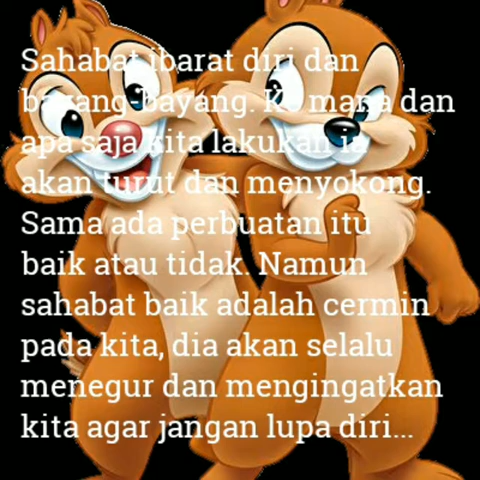 Sahabat ibarat diri dan
bayang-bayang. Ke mana dan
apa saja kita lakukan ia
akan turut dan menyokong.
Sama ada perbuatan itu
baik atau tidak. Namun
sahabat baik adalah cermin
pada kita, dia akan selalu
menegur dan mengingatkan
kita agar jangan lupa diri...